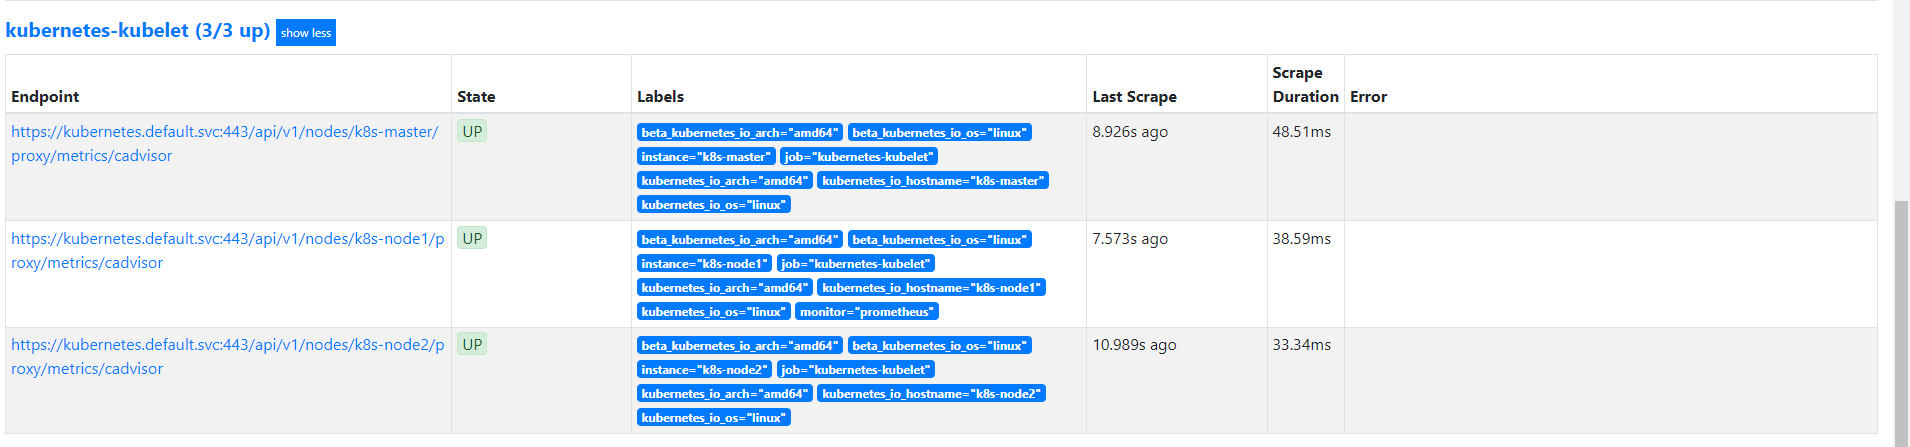 kubernetes-kubelet (3/3 up) show less
Endpoint State Labels Last Scrape Scrape Duration Error
https://kubernetes.default.svc:443/api/v1/nodes/k8s-master/ UP beta_kubernetes_io_arch="amd64" beta_kubernetes_io_os="linux" 8.926s ago 48.51ms
proxy/metrics/cadvisor instance="k8s-master" job="kubernetes-kubelet"
kubernetes_io_arch="amd64" kubernetes_io_hostname="k8s-master"
kubernetes_io_os="linux"
https://kubernetes.default.svc:443/api/v1/nodes/k8s-node1/p UP beta_kubernetes_io_arch="amd64" beta_kubernetes_io_os="linux" 7.573s ago 38.59ms
roxy/metrics/cadvisor instance="k8s-node1" job="kubernetes-kubelet"
kubernetes_io_arch="amd64" kubernetes_io_hostname="k8s-node1"
kubernetes_io_os="linux" monitor="prometheus"
https://kubernetes.default.svc:443/api/v1/nodes/k8s-node2/p UP beta_kubernetes_io_arch="amd64" beta_kubernetes_io_os="linux" 10.989s ago 33.34ms
roxy/metrics/cadvisor instance="k8s-node2" job="kubernetes-kubelet"
kubernetes_io_arch="amd64" kubernetes_io_hostname="k8s-node2"
kubernetes_io_os="linux"